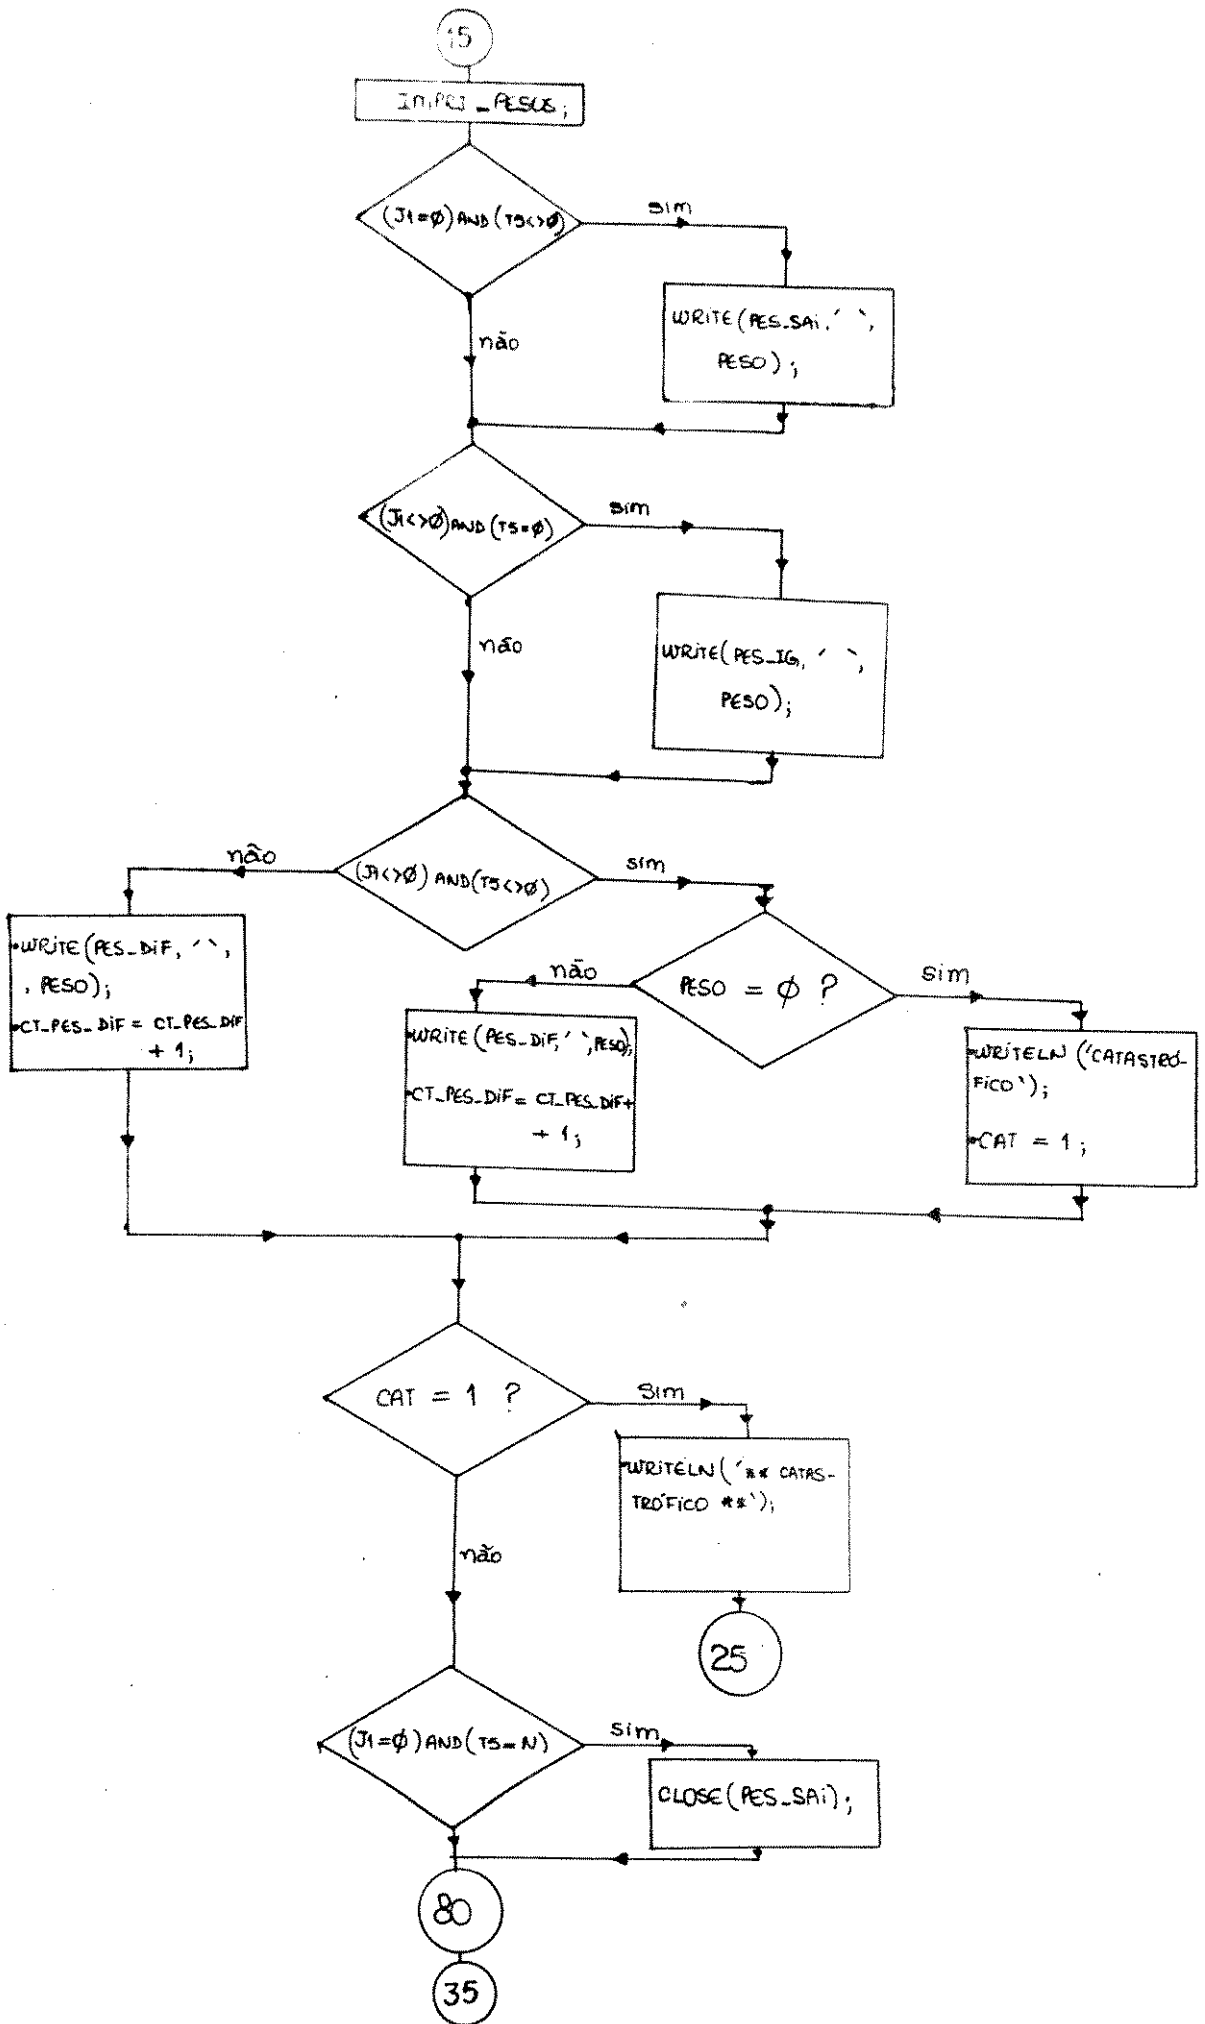 15
IMPRI_PESOS;
(J1=Ø)AND(T5<>Ø)
sim
WRITE(PES_SAi,´ `,
PESO);
não
(J1<>Ø)AND(T5=Ø)
sim
WRITE(PES_IG, ´ `,
PESO);
não
(J1<>Ø)AND(T5<>Ø)
não
sim
•WRITE(PES_DiF, ´`,
, PESO);
•CT_PES_DiF = CT_PES_DiF
+ 1;
PESO = Ø ?
não
sim
•WRITE(PES_DiF,´ `,PESO);
•CT_PES_DiF = CT_PES_DiF+
+ 1;
•WRITELN (´CATASTRÓ-
FiCO`);
•CAT = 1;
CAT = 1 ?
Sim
•WRITELN(´** CATAS-
TRÓFiCO **`);
não
25
(J1=Ø)AND(T5=N)
sim
CLOSE(PES_SAi);
80
35